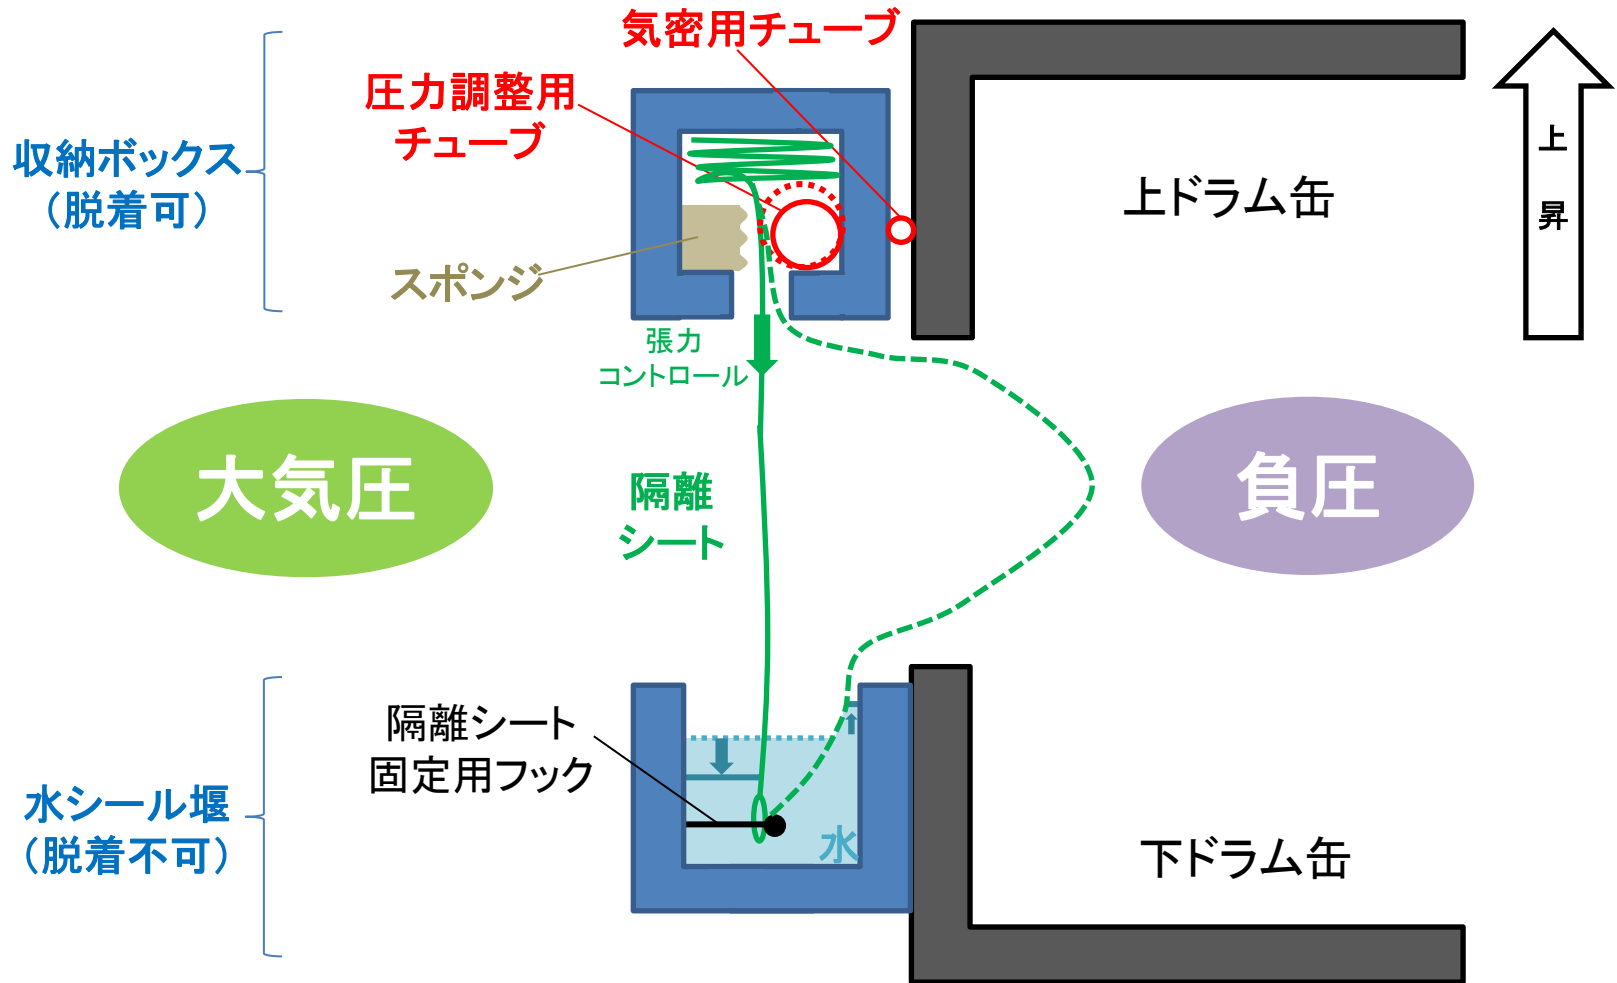 気密用チューブ
圧力調整用
チューブ
収納ボックス
（脱着可）
スポンジ
上ドラム缶
上
昇
張力
コントロール
大気圧
隔離
シート
負圧
隔離シート
固定用フック
水シール堰
（脱着不可）
水
下ドラム缶